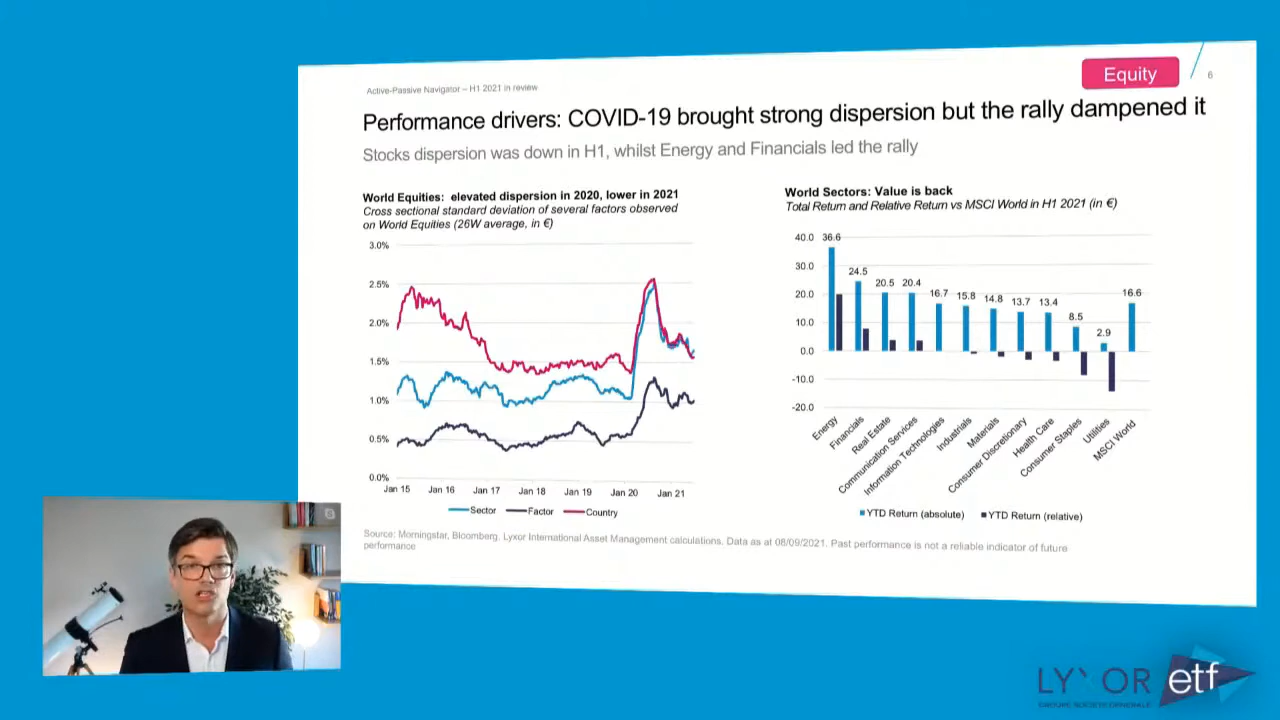 Equity
6
Active-Passive Navigator – H1 2021 in review
Performance drivers: COVID-19 brought strong dispersion but the rally dampened it
Stocks dispersion was down in H1, whilst Energy and Financials led the rally
World Equities: elevated dispersion in 2020, lower in 2021
Cross sectional standard deviation of several factors observed
on World Equities (26W average, in €)
3.0%
2.5%
2.0%
1.5%
1.0%
0.5%
0.0%
Jan 15 Jan 16 Jan 17 Jan 18 Jan 19 Jan 20 Jan 21
Sector Factor Country
World Sectors: Value is back
Total Return and Relative Return vs MSCI World in H1 2021 (in €)
40.0
30.0
20.0
10.0
0.0
-10.0
-20.0
36.6 24.5 20.5 20.4 16.7 15.8 14.8 13.7 13.4 8.5 2.9 16.6
Energy
Financials
Real Estate
Communication Services
Information Technologies
Industrials
Materials
Consumer Discretionary
Health Care
Consumer Staples
Utilities
MSCI World
YTD Return (absolute) YTD Return (relative)
Source: Morningstar, Bloomberg, Lyxor International Asset Management calculations. Data as at 08/09/2021. Past performance is not a reliable indicator of future
performance
LYXOR etf
GROUPE SOCIETE GENERALE